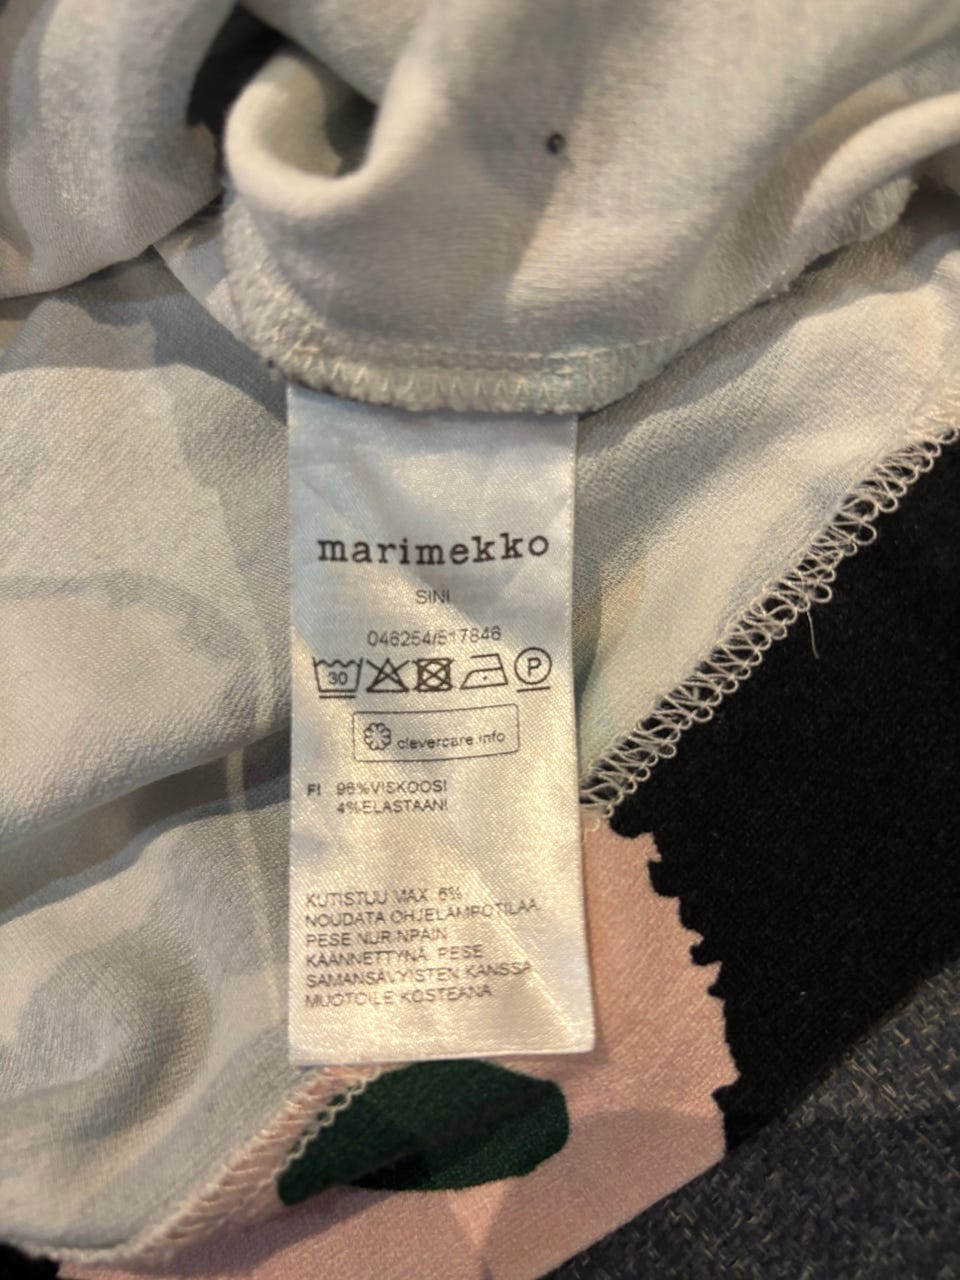 marimekko
SINI
046254/517846
30 P
clevercare.info
FI 96%VISKOOSI
4%ELASTAANI
KUTISTUU MAX. 6%
NOUDATA OHJELÄMPÖTILAA
PESE NURINPÄIN
KÄÄNNETTYNÄ. PESE
SAMANSÄVYISTEN KANSSA
MUOTOILE KOSTEANA